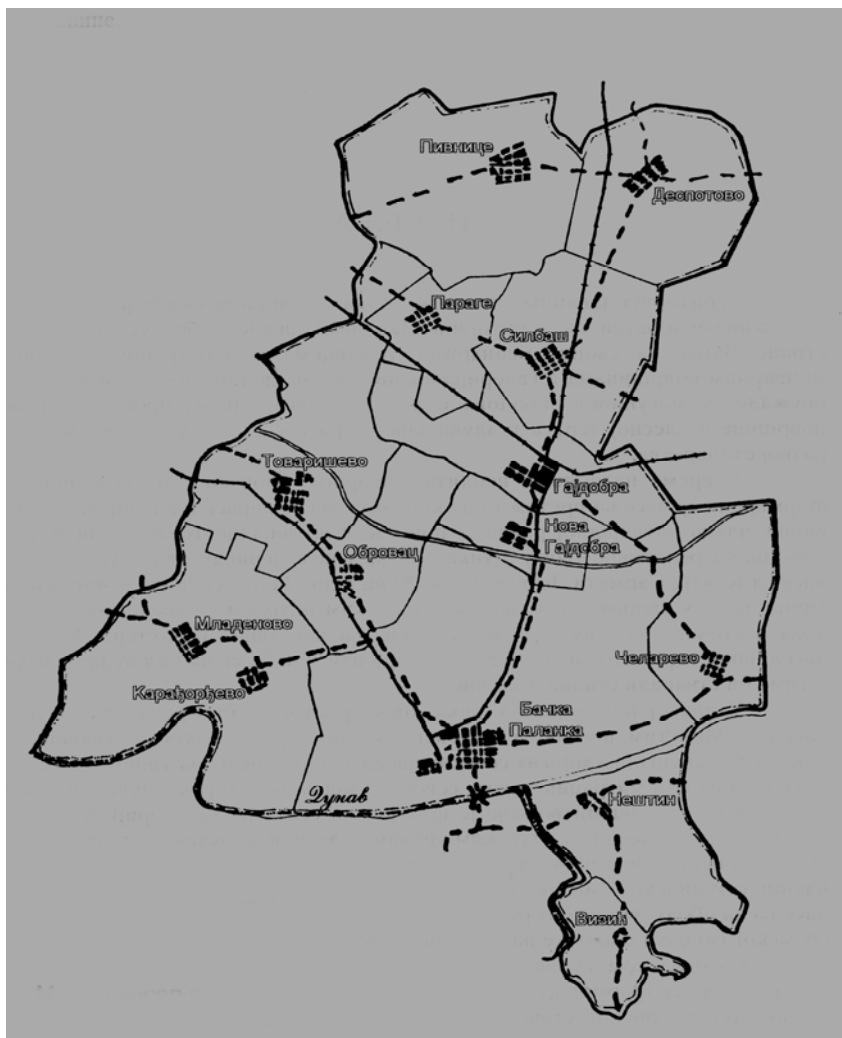 Пивнице
Деспотово
Параге
Силбаш
Товаришево
Гајдобра
Нова
Гајдобра
Обровац
Младеново
Челарево
Карађорђево
Бачка
Паланка
Дунав
Нештин
Визић